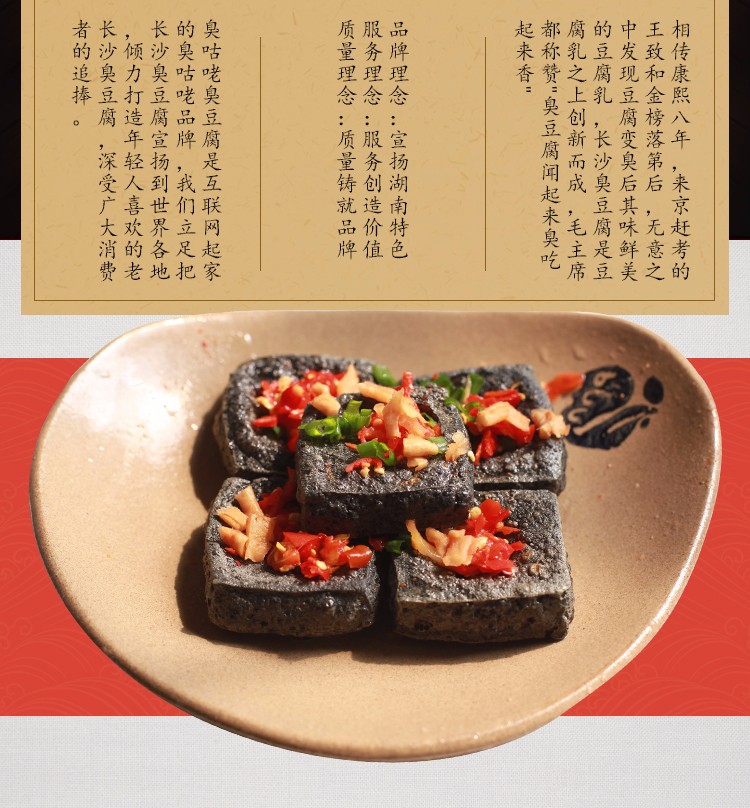 相传康熙八年，来京赶考的
王致和金榜落第后，无意之
中发现豆腐变臭后其味鲜美
的豆腐乳，长沙臭豆腐是豆
腐乳之上创新而成，毛主席
都称赞"臭豆腐闻起来臭吃
起来香"
品牌理念：宣扬湖南特色
服务理念：服务创造价值
质量理念：质量铸就品牌
臭咕咾臭豆腐是互联网起家
的臭咕咾品牌，我们立足把
长沙臭豆腐宣扬到世界各地
，倾力打造年轻人喜欢的老
长沙臭豆腐，深受广大消费
者的追捧。